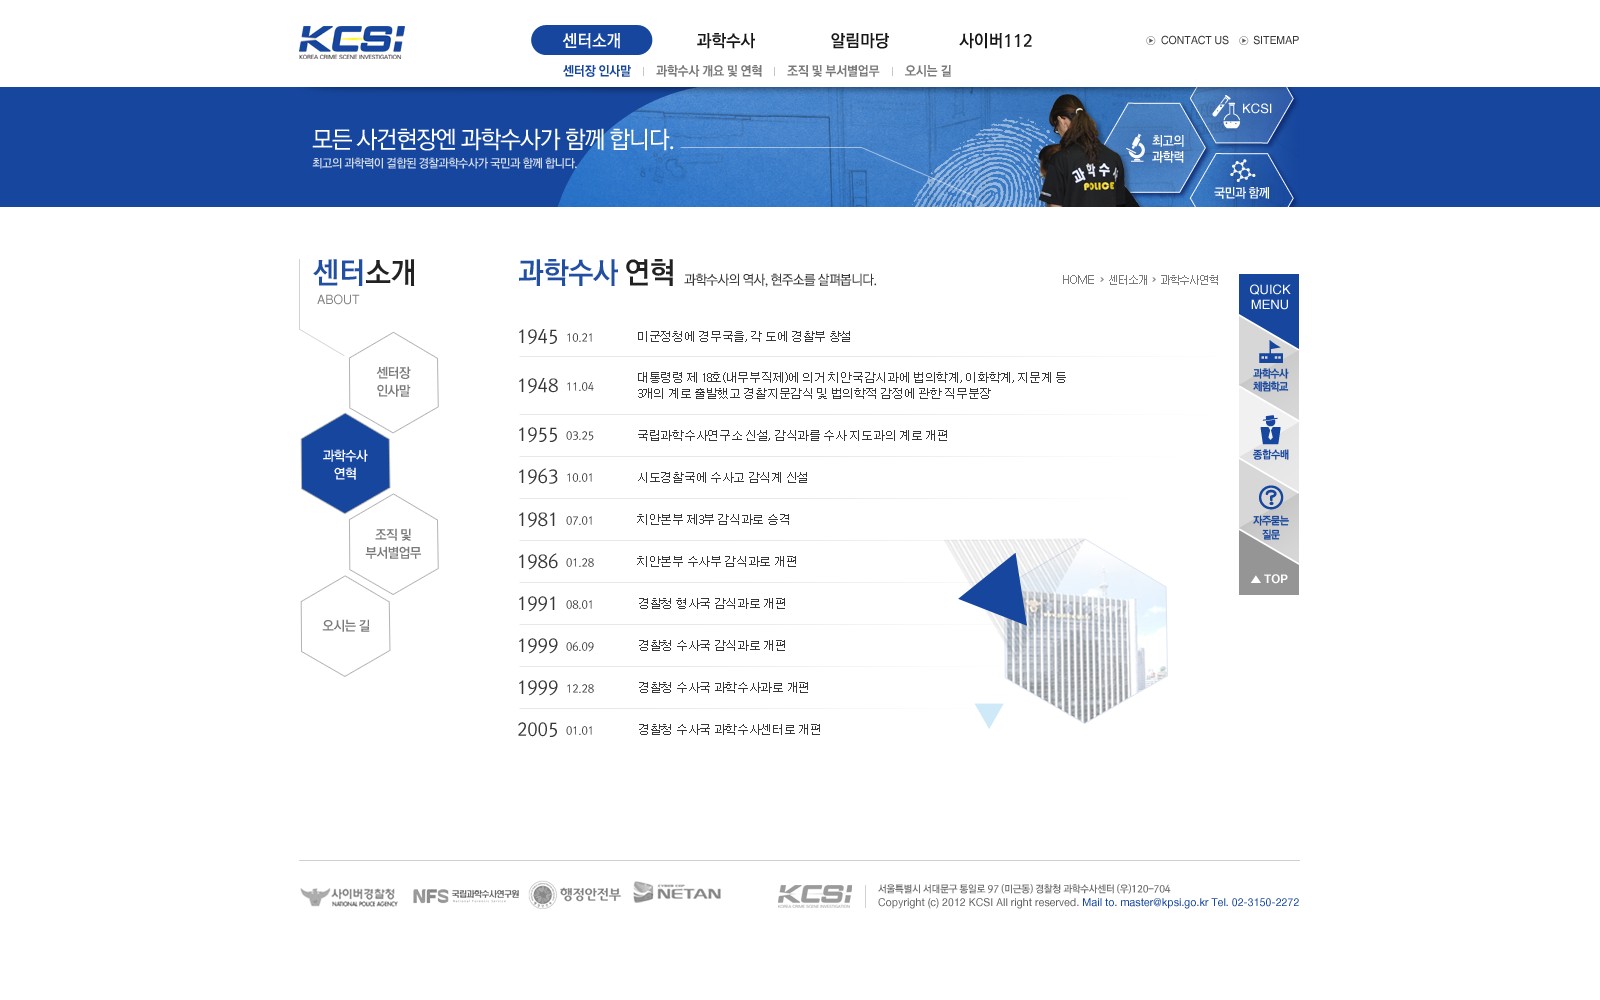 KCSI
KOREA CRIME SCENE INVESTIGATION
센터소개 과학수사 알림마당 사이버112
CONTACT US SITEMAP
센터장 인사말 과학수사 개요 및 연혁 조직 및 부서별업무 오시는 길
모든 사건현장엔 과학수사가 함께 합니다.
최고의 과학력이 결합된 경찰과학수사가 국민과 함께 합니다.
과학수사
POLICE
최고의
과학력
KCSI
국민과 함께
센터소개
ABOUT
센터장
인사말
과학수사
연혁
조직 및
부서별업무
오시는 길
과학수사 연혁 과학수사의 역사, 현주소를 살펴봅니다.
HOME > 센터소개 > 과학수사연혁
1945 10.21 미군정청에 경무국을, 각 도에 경찰부 창설
1948 11.04 대통령령 제 18호(내무부직제)에 의거 치안국감시과에 법의학계, 이화학계, 지문계 등
3개의 계로 출발했고 경찰지문감식 및 법의학적 감정에 관한 직무분장
1955 03.25 국립과학수사연구소 신설, 감식과를 수사 지도과의 계로 개편
1963 10.01 시도경찰국에 수사고 감식계 신설
1981 07.01 치안본부 제3부 감식과로 승격
1986 01.28 치안본부 수사부 감식과로 개편
1991 08.01 경찰청 형사국 감식과로 개편
1999 06.09 경찰청 수사국 감식과로 개편
1999 12.28 경찰청 수사국 과학수사과로 개편
2005 01.01 경찰청 수사국 과학수사센터로 개편
QUICK
MENU
과학수사
체험학교
종합수배
자주묻는
질문
TOP
사이버경찰청
NATIONAL POLICE AGENCY
NFS 국립과학수사연구원
행정안전부
NETAN
KCSI
KOREA CRIME SCENE INVESTIGATION
서울특별시 서대문구 통일로 97 (미근동) 경찰청 과학수사센터 (우)120-704
Copyright (c) 2012 KCSI All right reserved. Mail to. master@kpsi.go.kr Tel. 02-3150-2272